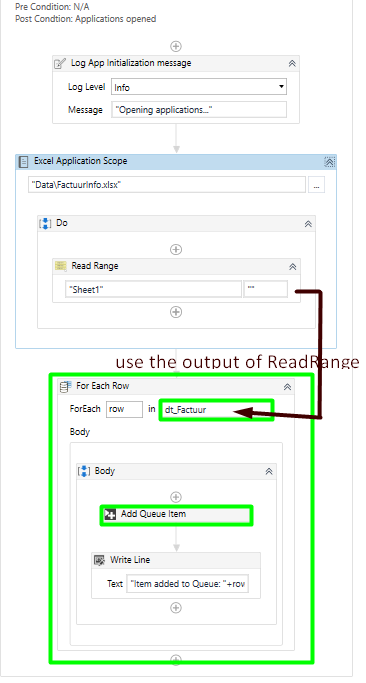 Pre Condition: N/A
Post Condition: Applications opened
Log App Initialization message
Log Level Info
Message "Opening applications..."
Excel Application Scope
"Data\FactuurInfo.xlsx" ...
Do
Read Range
"Sheet1" ""
use the output of ReadRange
For Each Row
ForEach row in dt_Factuur
Body
Body
Add Queue Item
Write Line
Text "Item added to Queue: "+row